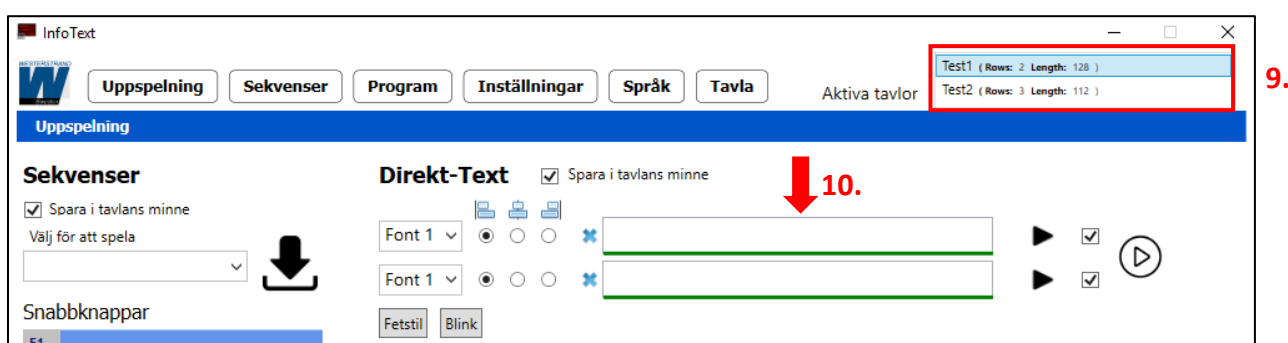 InfoText
WESTERSTRAND
Uppspelning Sekvenser Program Inställningar Språk Tavla
Aktiva tavlor
Test1 ( Rows: 2 Length: 128 )
Test2 ( Rows: 3 Length: 112 )
9.
Uppspelning
Sekvenser
Spara i tavlans minne
Välj för att spela
Snabbknappar
F1
Direkt-Text Spara i tavlans minne
10.
Font 1
Font 1
Fetstil Blink